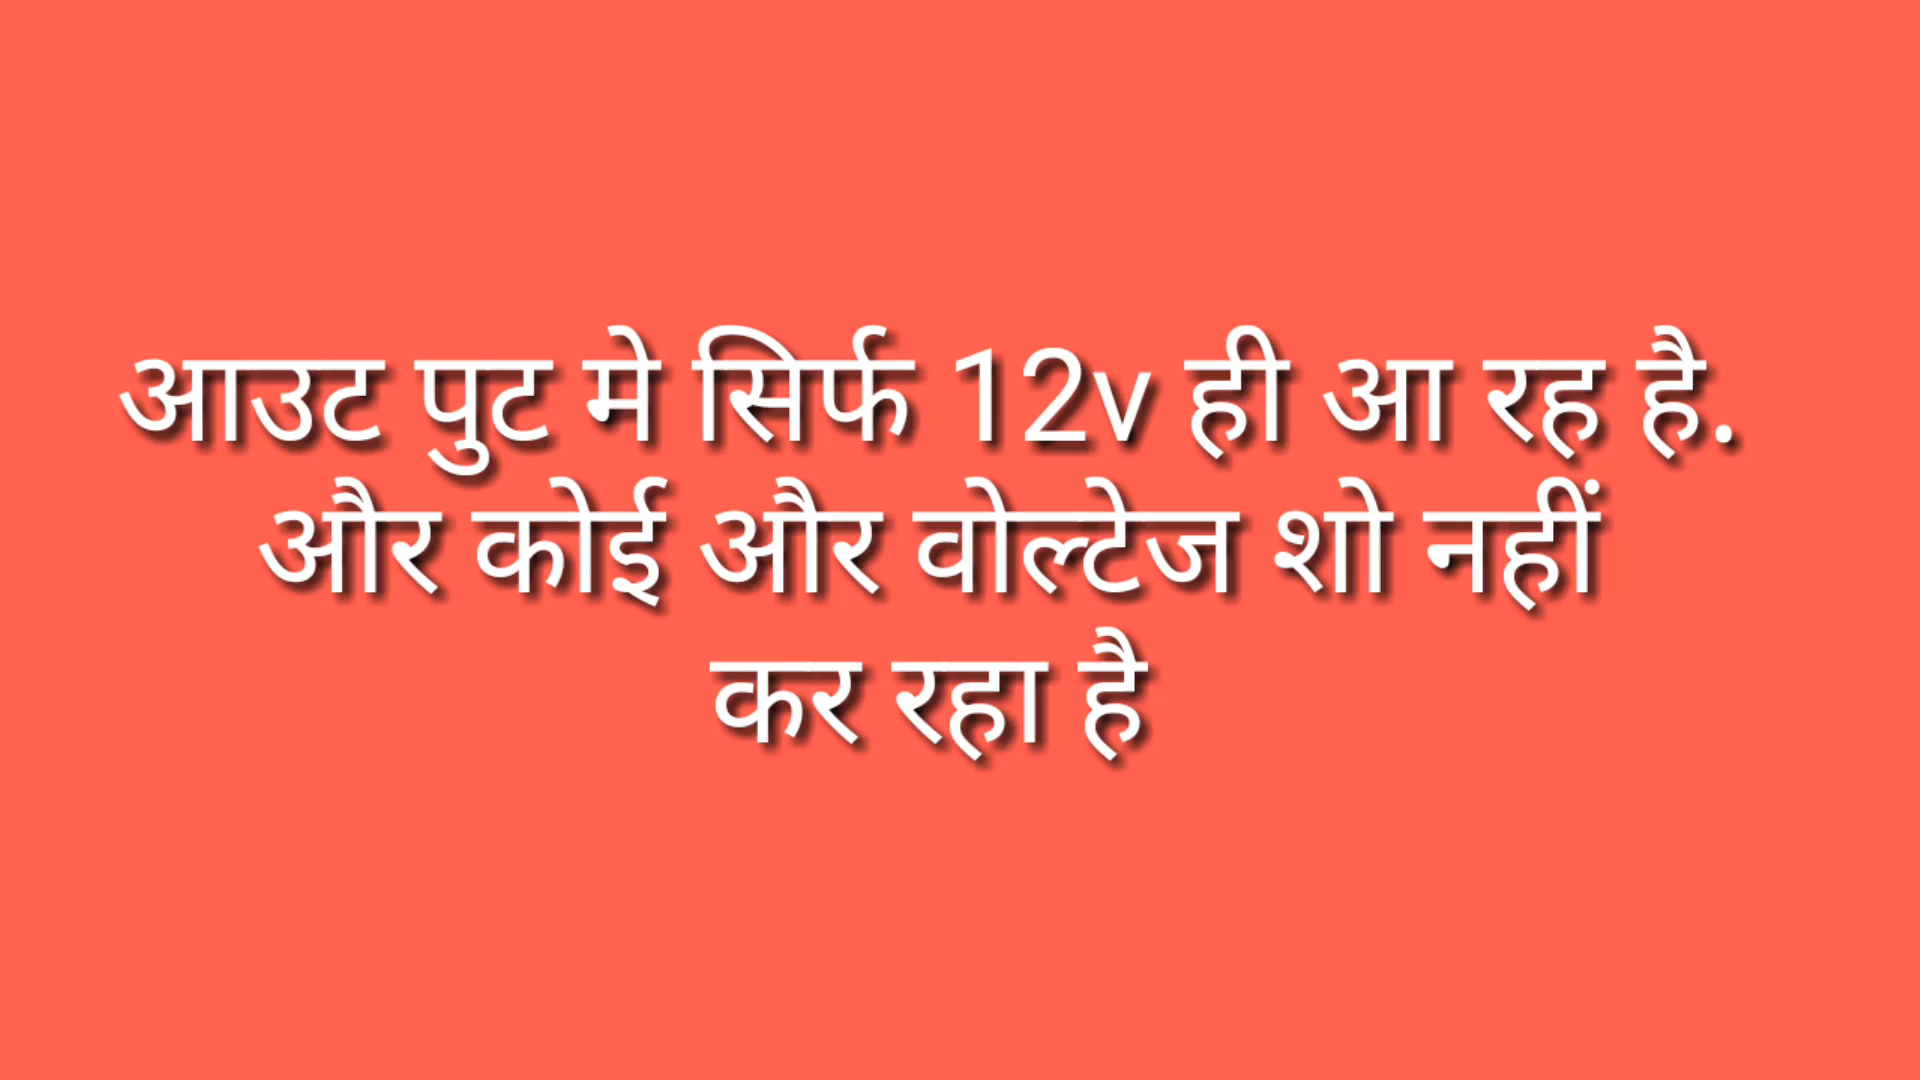 आउट पुट मे सिर्फ 12v ही आ रह है.
और कोई और वोल्टेज शो नहीं
कर रहा है